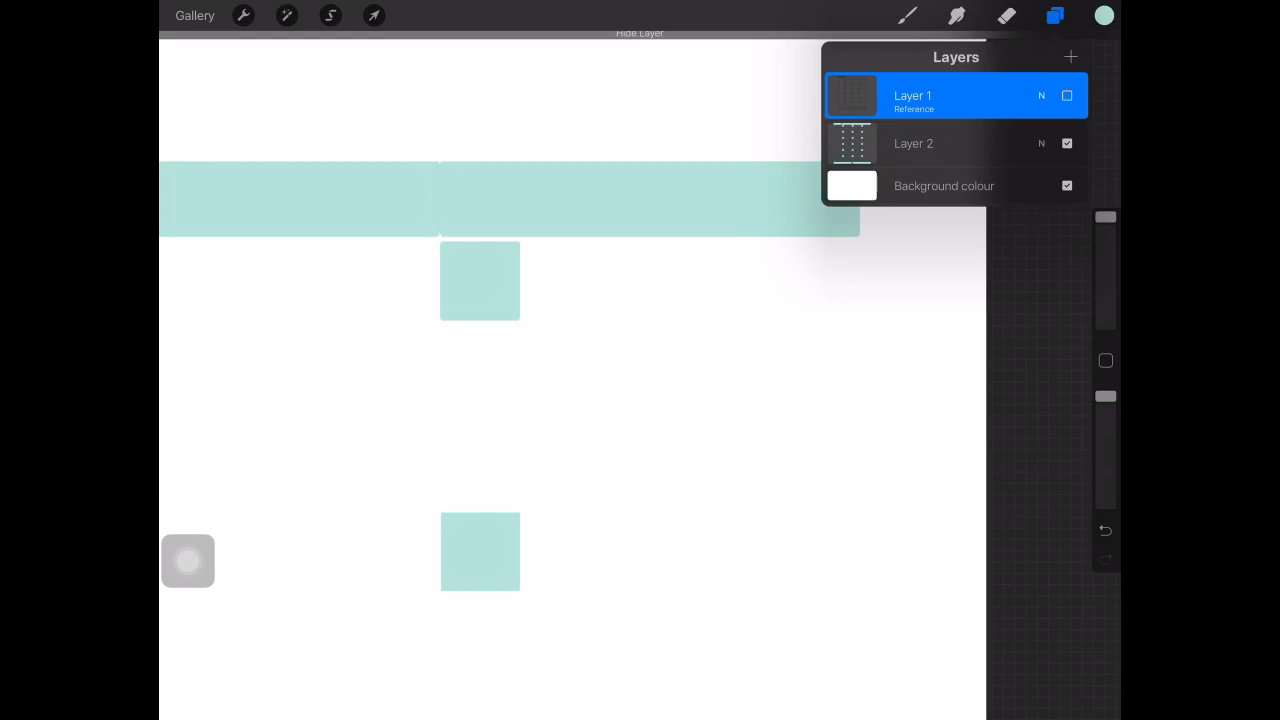 Gallery
Hide Layer
Layers
Layer 1
N
Reference
Layer 2
N
Background colour